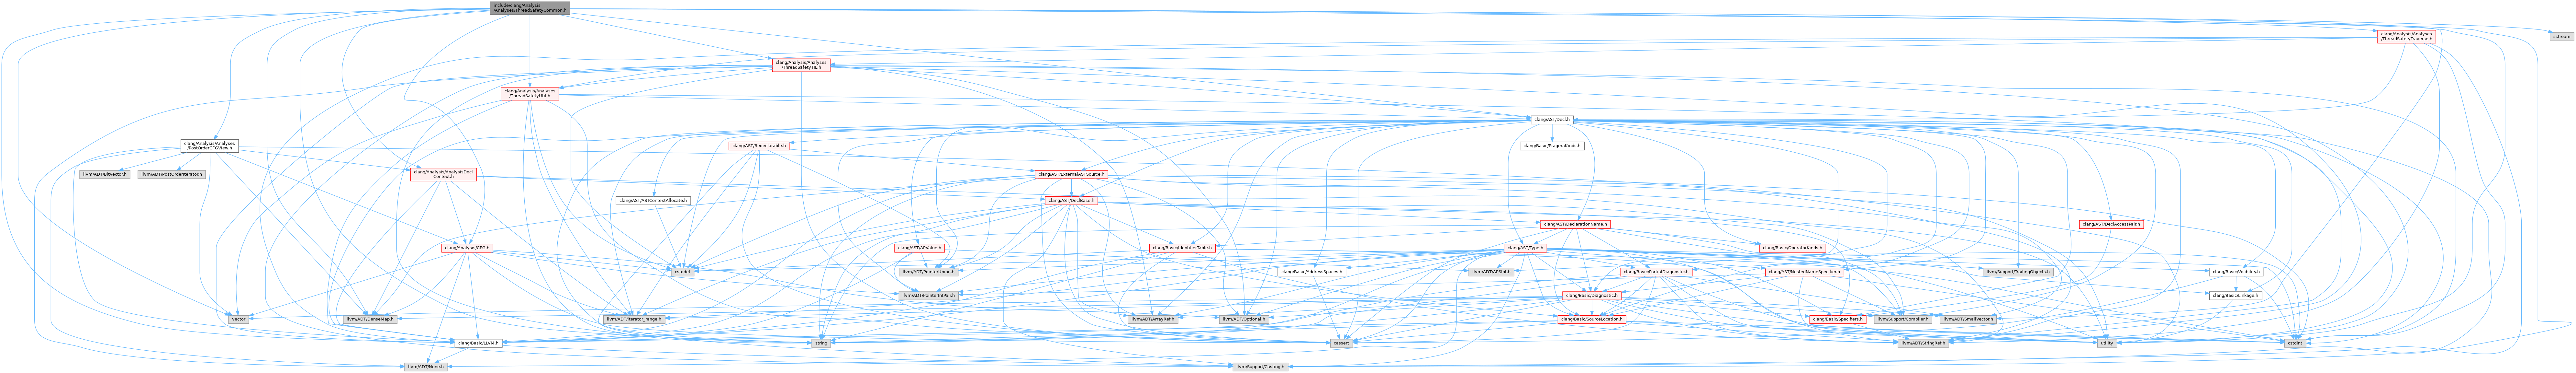 include/clang/Analysis
/Analyses/ThreadSafetyCommon.h
sstream
clang/Analysis/Analyses
/ThreadSafetyTraverse.h
clang/Analysis/Analyses
/ThreadSafetyTIL.h
clang/Analysis/Analyses
/ThreadSafetyUtil.h
clang/AST/Decl.h
clang/Analysis/Analyses
/PostOrderCFGView.h
clang/AST/Redeclarable.h
clang/Basic/PragmaKinds.h
llvm/ADT/BitVector.h
llvm/ADT/PostOrderIterator.h
clang/Analysis/AnalysisDecl
Context.h
clang/AST/ExternalASTSource.h
clang/AST/ASTContextAllocate.h
clang/AST/DeclBase.h
clang/AST/DeclarationName.h
clang/AST/DeclAccessPair.h
clang/Analysis/CFG.h
clang/AST/APValue.h
clang/Basic/IdentifierTable.h
clang/AST/Type.h
clang/Basic/OperatorKinds.h
cstddef
llvm/ADT/PointerUnion.h
clang/Basic/AddressSpaces.h
llvm/ADT/APSInt.h
clang/Basic/PartialDiagnostic.h
clang/AST/NestedNameSpecifier.h
llvm/Support/TrailingObjects.h
clang/Basic/Visibility.h
llvm/ADT/PointerIntPair.h
clang/Basic/Diagnostic.h
clang/Basic/Linkage.h
vector
llvm/ADT/DenseMap.h
llvm/ADT/iterator_range.h
llvm/ADT/ArrayRef.h
llvm/ADT/Optional.h
clang/Basic/SourceLocation.h
clang/Basic/Specifiers.h
llvm/Support/Compiler.h
llvm/ADT/SmallVector.h
clang/Basic/LLVM.h
string
cassert
llvm/ADT/StringRef.h
utility
cstdint
llvm/ADT/None.h
llvm/Support/Casting.h